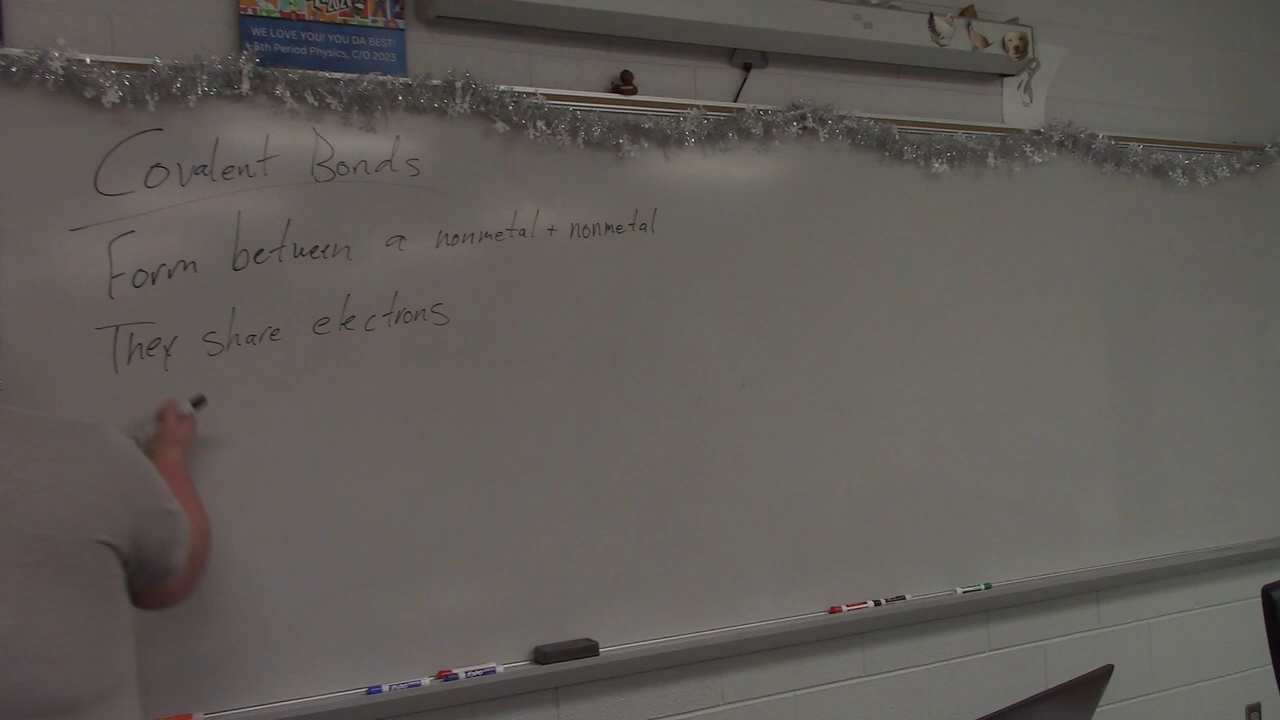 WE LOVE YOU! YOU DA BEST!
5th Period Physics, C/O 2023
Covalent Bonds
Form between a nonmetal + nonmetal
They share electrons